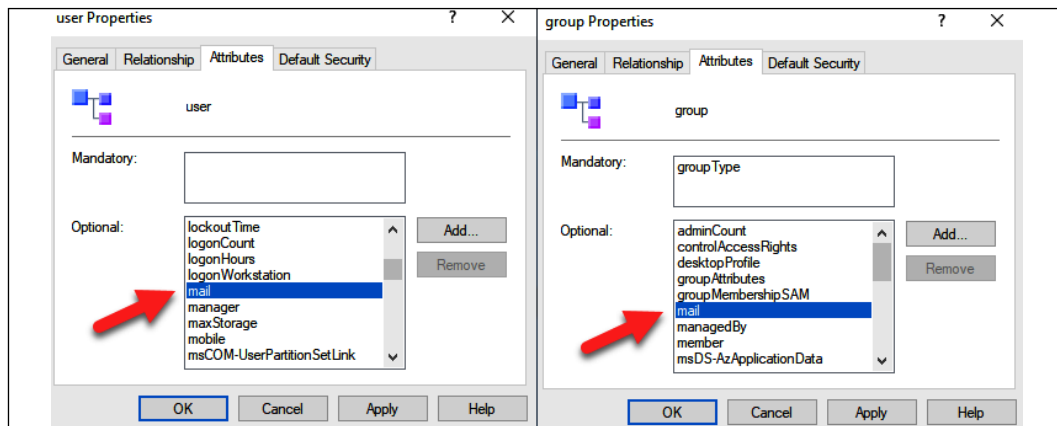 user Properties
?
General
Relationship
Attributes
Default Security
user
Mandatory:
Optional:
lockoutTime
logonCount
logonHours
logonWorkstation
mail
manager
maxStorage
mobile
msCOM-UserPartitionSetLink
Add...
Remove
OK
Cancel
Apply
Help
group Properties
?
General
Relationship
Attributes
Default Security
group
Mandatory:
groupType
Optional:
adminCount
controlAccessRights
desktopProfile
groupAttributes
groupMembershipSAM
mail
managedBy
member
msDS-AzApplicationData
Add...
Remove
OK
Cancel
Apply
Help